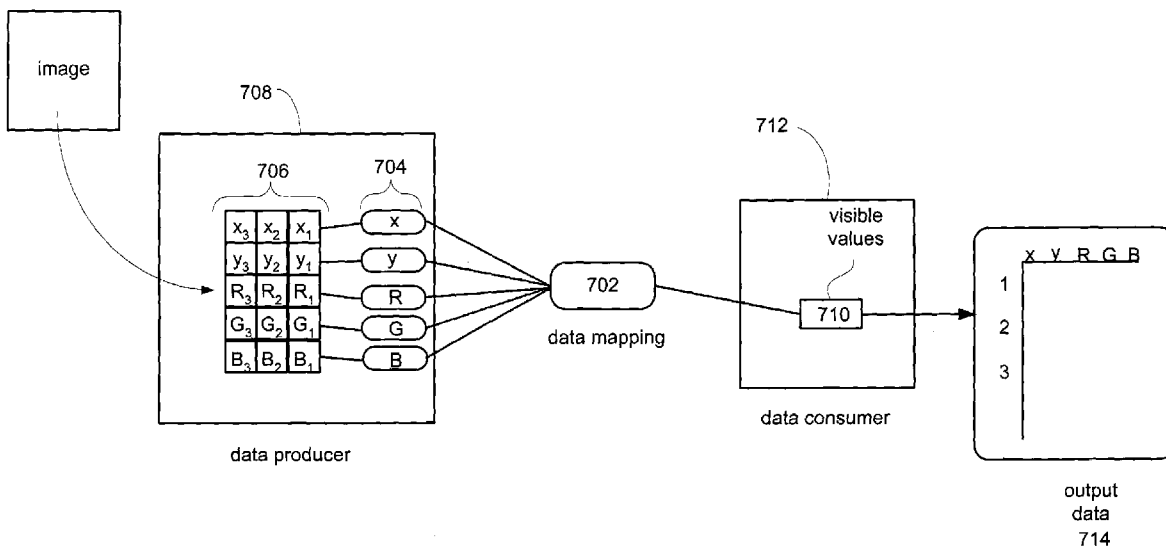 image
708
706
704
x₃ x₂ x₁
x
y₃ y₂ y₁
y
R₃ R₂ R₁
R
G₃ G₂ G₁
G
B₃ B₂ B₁
B
data producer
702
data mapping
712
visible
values
710
data consumer
x y R G B
1
2
3
output
data
714